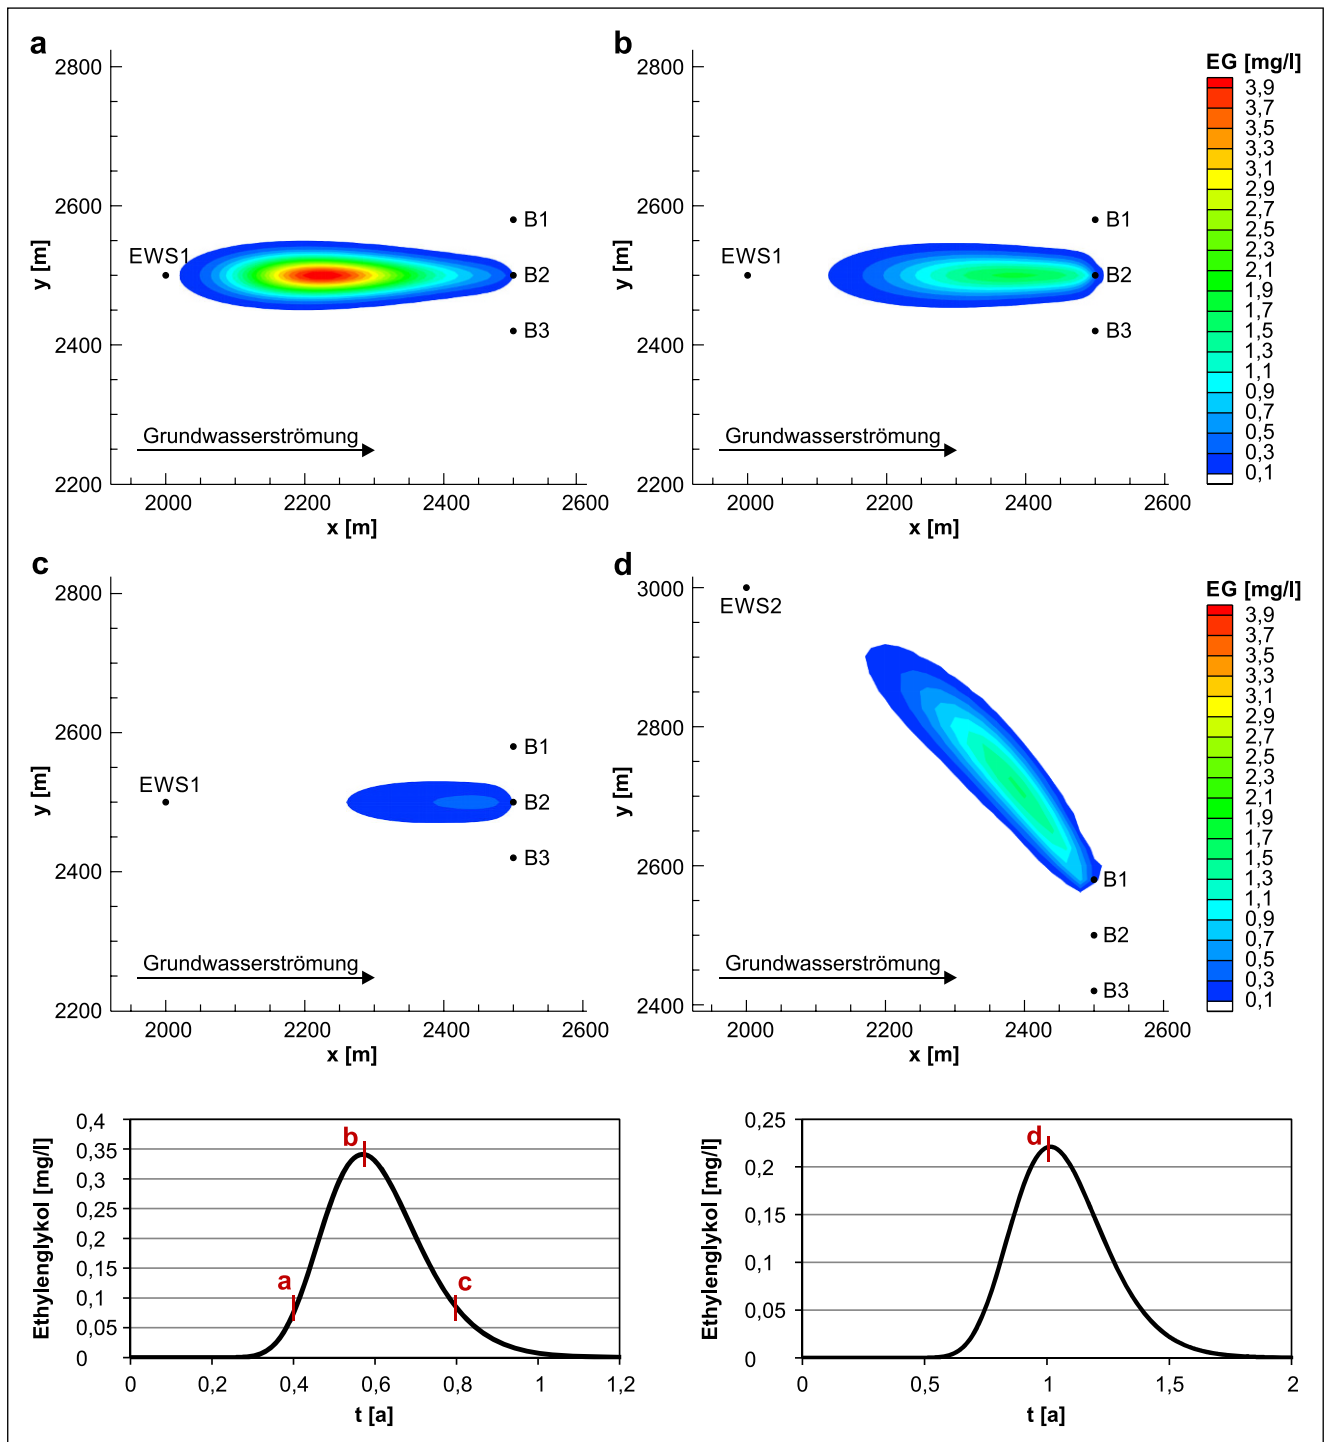 a
2800
2600
2400
2200
y [m]
EWS1
B1
B2
B3
Grundwasserströmung
2000 2200 2400 2600
x [m]
b
2800
2600
2400
2200
y [m]
EWS1
B1
B2
B3
Grundwasserströmung
2000 2200 2400 2600
x [m]
EG [mg/l]
3,9
3,7
3,5
3,3
3,1
2,9
2,7
2,5
2,3
2,1
1,9
1,7
1,5
1,3
1,1
0,9
0,7
0,5
0,3
0,1
c
2800
2600
2400
2200
y [m]
EWS1
B1
B2
B3
Grundwasserströmung
2000 2200 2400 2600
x [m]
d
3000
2800
2600
2400
y [m]
EWS2
B1
B2
B3
Grundwasserströmung
2000 2200 2400 2600
x [m]
EG [mg/l]
3,9
3,7
3,5
3,3
3,1
2,9
2,7
2,5
2,3
2,1
1,9
1,7
1,5
1,3
1,1
0,9
0,7
0,5
0,3
0,1
Ethylenglykol [mg/l]
0,4
0,35
0,3
0,25
0,2
0,15
0,1
0,05
0
a
b
c
0 0,2 0,4 0,6 0,8 1 1,2
t [a]
Ethylenglykol [mg/l]
0,25
0,2
0,15
0,1
0,05
0
d
0 0,5 1 1,5 2
t [a]